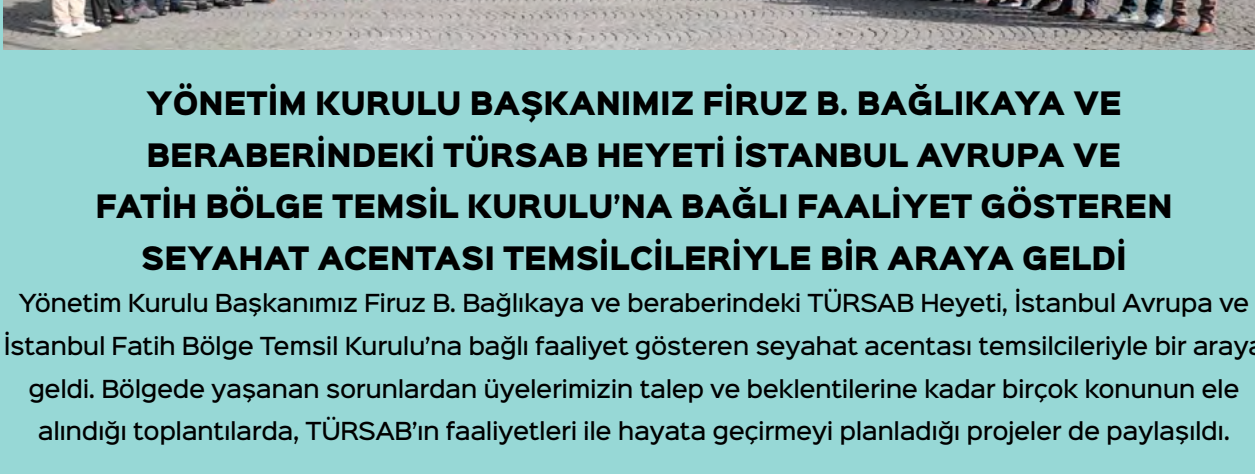 YÖNETİM KURULU BAŞKANIMIZ FİRUZ B. BAĞLIKAYA VE
BERABERİNDEKİ TÜRSAB HEYETİ İSTANBUL AVRUPA VE
FATİH BÖLGE TEMSİL KURULU’NA BAĞLI FAALİYET GÖSTEREN
SEYAHAT ACENTASI TEMSİLCİLERİYLE BİR ARAYA GELDİ
Yönetim Kurulu Başkanımız Firuz B. Bağlıkaya ve beraberindeki TÜRSAB Heyeti, İstanbul Avrupa ve
İstanbul Fatih Bölge Temsil Kurulu’na bağlı faaliyet gösteren seyahat acentası temsilcileriyle bir araya
geldi. Bölgede yaşanan sorunlardan üyelerimizin talep ve beklentilerine kadar birçok konunun ele
alındığı toplantılarda, TÜRSAB’ın faaliyetleri ile hayata geçirmeyi planladığı projeler de paylaşıldı.